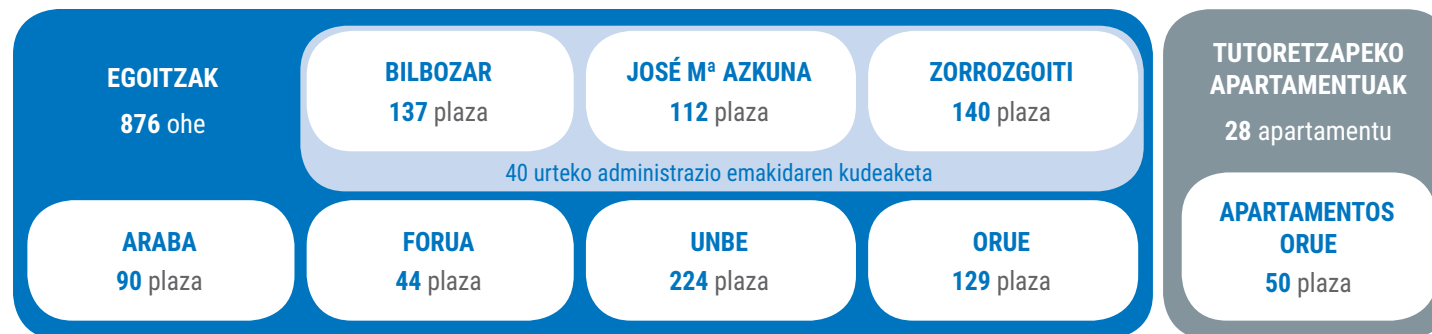 EGOITZAK
876 ohe
BILBOZAR
137 plaza
JOSÉ Mª AZKUNA
112 plaza
ZORROZGOITI
140 plaza
40 urteko administrazio emakidaren kudeaketa
ARABA
90 plaza
FORUA
44 plaza
UNBE
224 plaza
ORUE
129 plaza
TUTORETZAPEKO
APARTAMENTUAK
28 apartamentu
APARTAMENTOS
ORUE
50 plaza